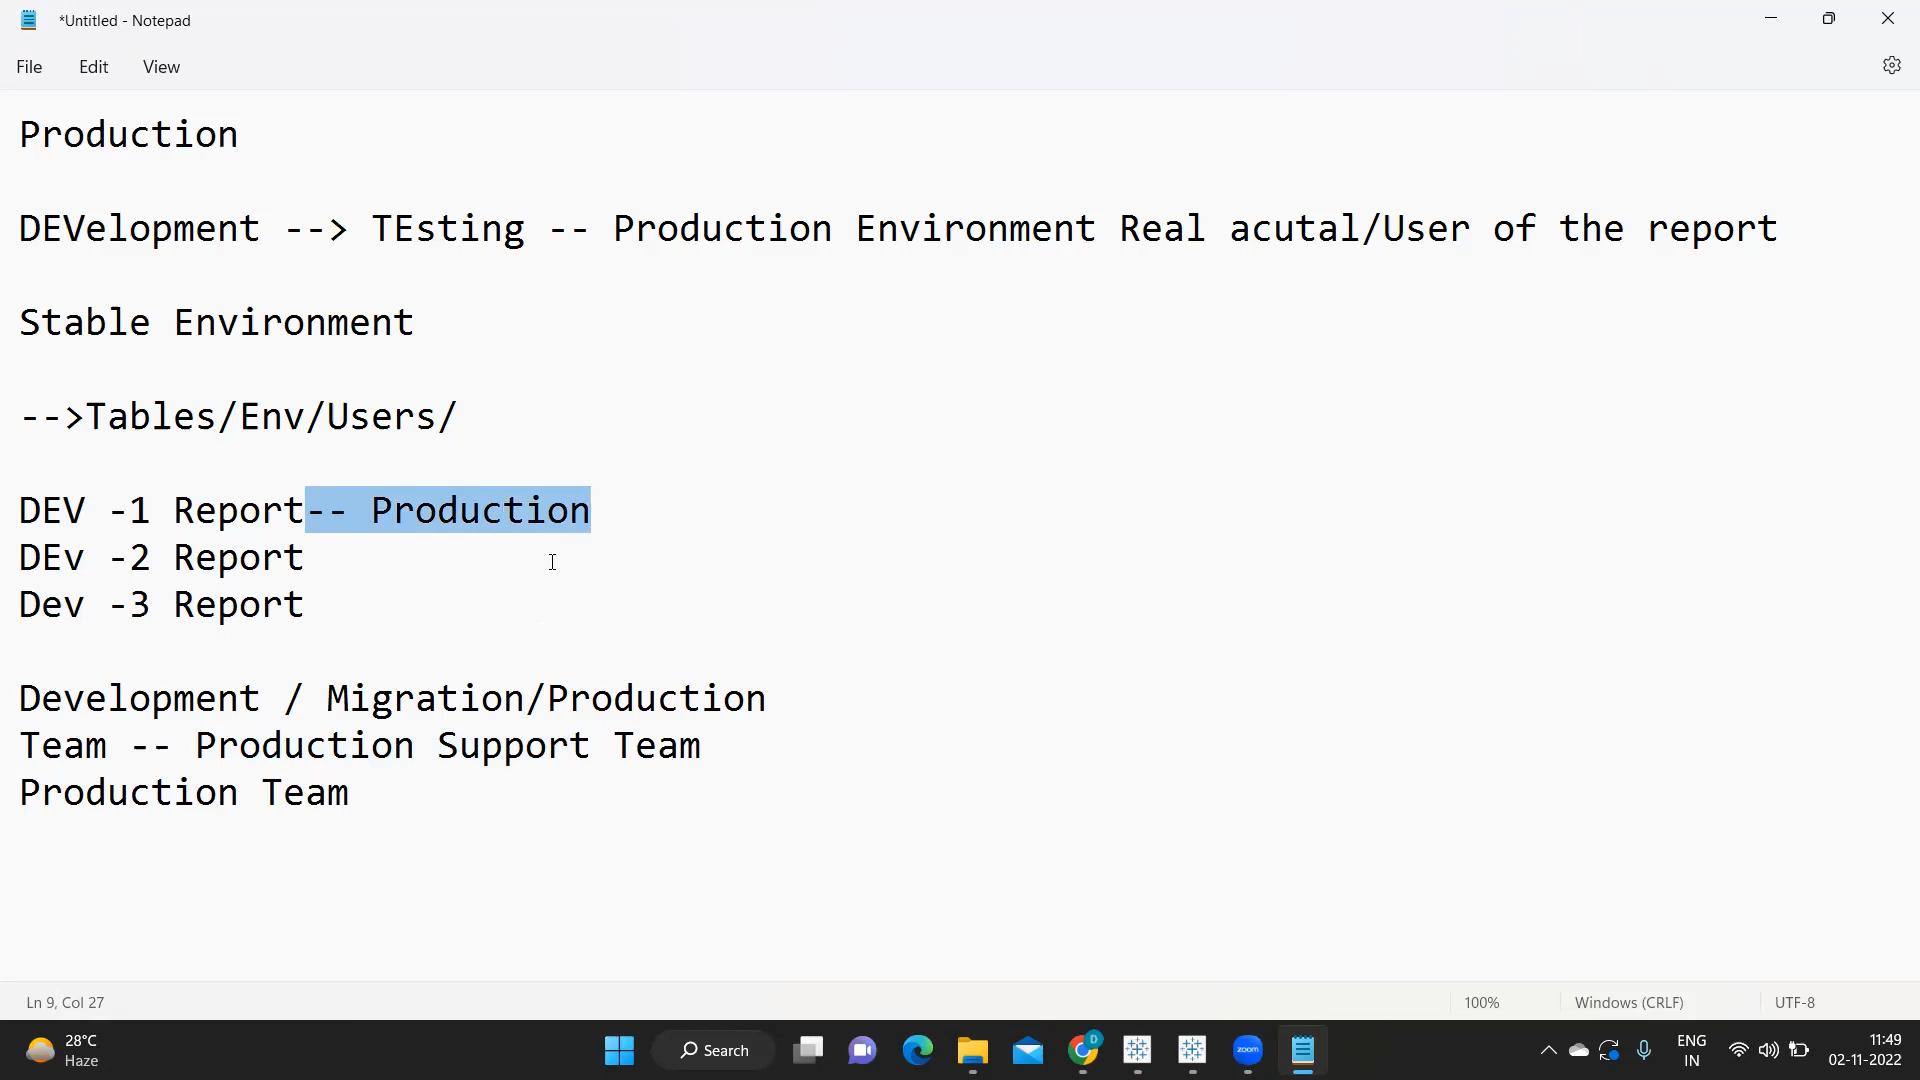 *Untitled - Notepad
File Edit View
Production
DEVelopment --> TEsting -- Production Environment Real acutal/User of the report
Stable Environment
-->Tables/Env/Users/
DEV -1 Report-- Production
DEv -2 Report
Dev -3 Report
Development / Migration/Production
Team -- Production Support Team
Production Team
Ln 9, Col 27 100% Windows (CRLF) UTF-8
28°C
Haze
Search
D
zoom
ENG
IN
11:49
02-11-2022